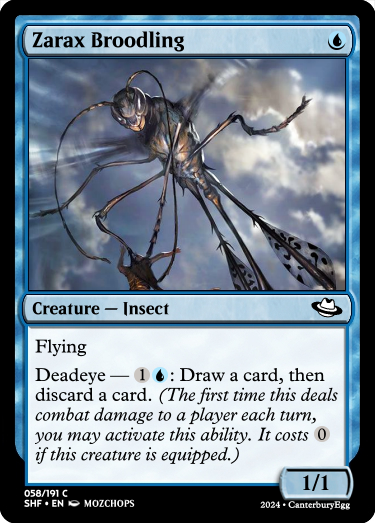 Zarax Broodling
Creature — Insect
Flying
Deadeye — 1 : Draw a card, then
discard a card. (The first time this deals
combat damage to a player each turn,
you may activate this ability. It costs 0
if this creature is equipped.)
1/1
058/191 C
SHF • EN MOZCHOPS
2024 • CanterburyEgg